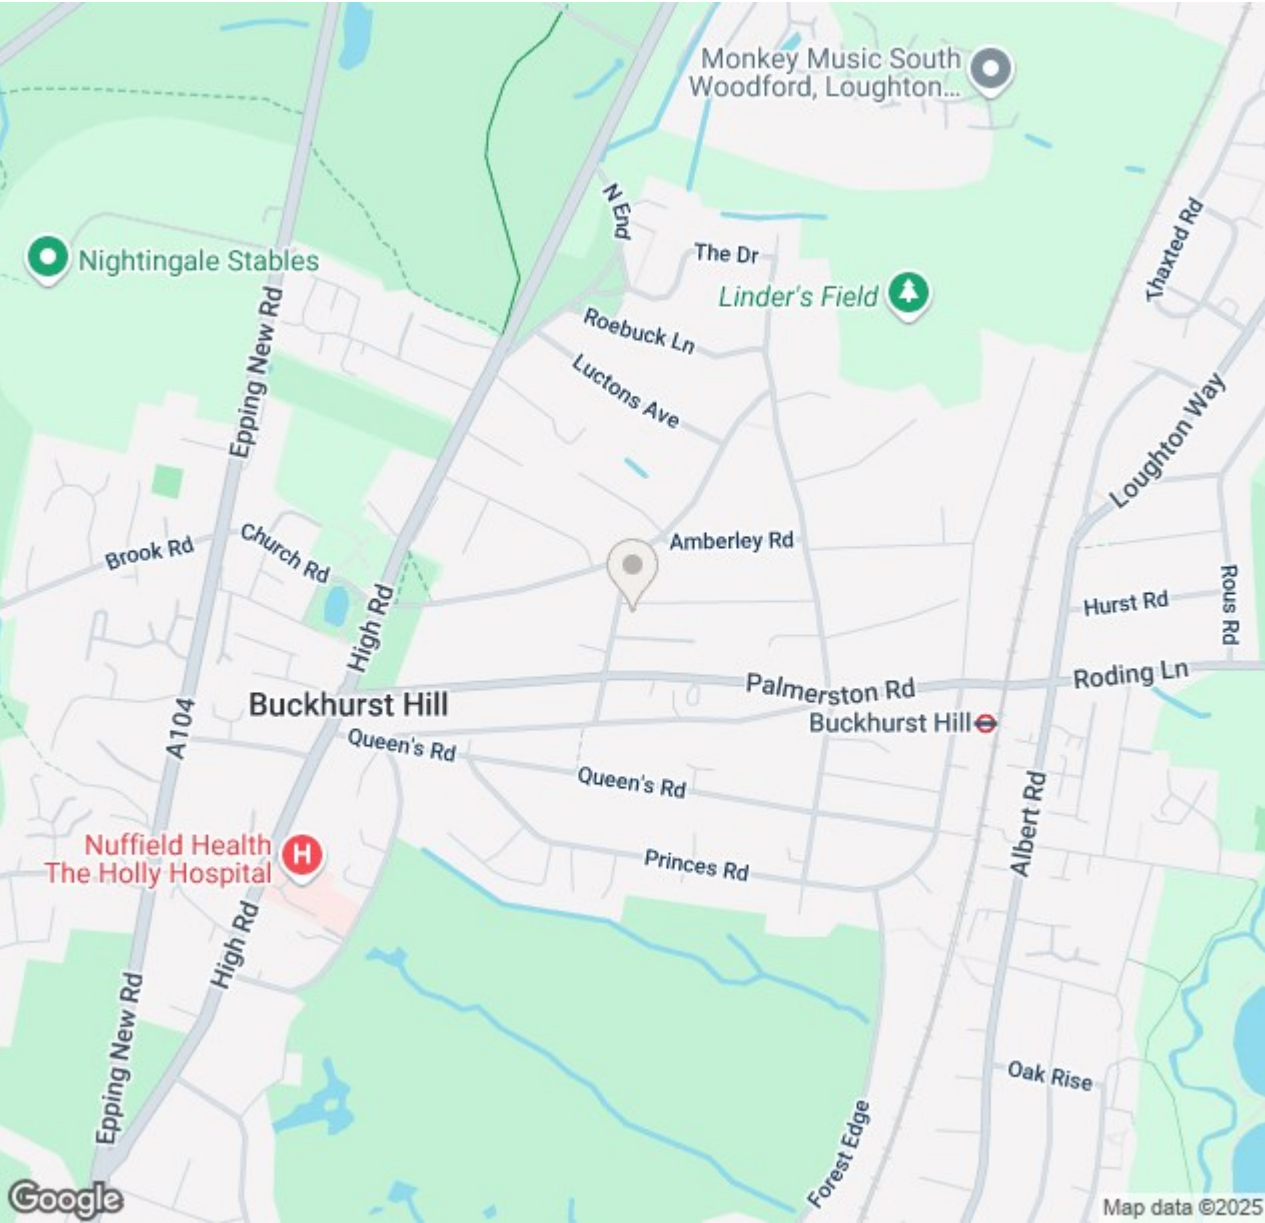 Monkey Music South
Woodford, Loughton...
N End
Thaxted Rd
The Dr
Nightingale Stables
Linder's Field
Roebuck Ln
Epping New Rd
Luctons Ave
Loughton Way
Brook Rd
Church Rd
Amberley Rd
High Rd
Hurst Rd
Rous Rd
Palmerston Rd
Roding Ln
Buckhurst Hill
A104
Buckhurst Hill
Queen's Rd
Queen's Rd
Albert Rd
Nuffield Health
The Holly Hospital
H
Princes Rd
High Rd
Epping New Rd
Oak Rise
Forest Edge
Google
Map data ©2025